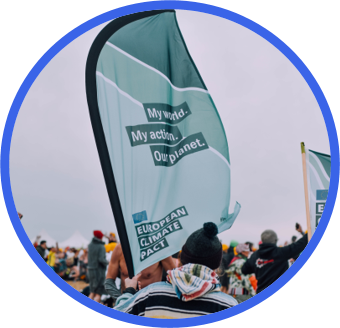 My world.
My action.
Our planet.
EUROPEAN
CLIMATE
PACT